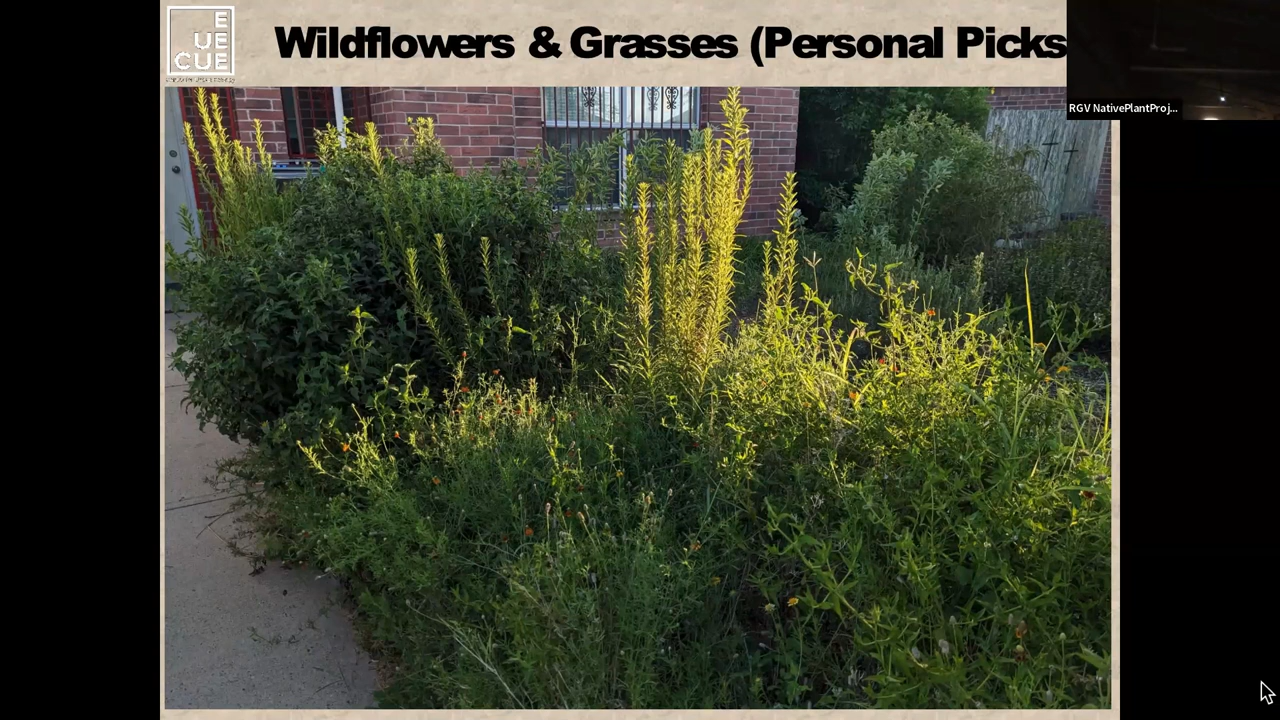 E
UE
CUE
Wildflowers & Grasses (Personal Picks
RGV NativePlantProj...